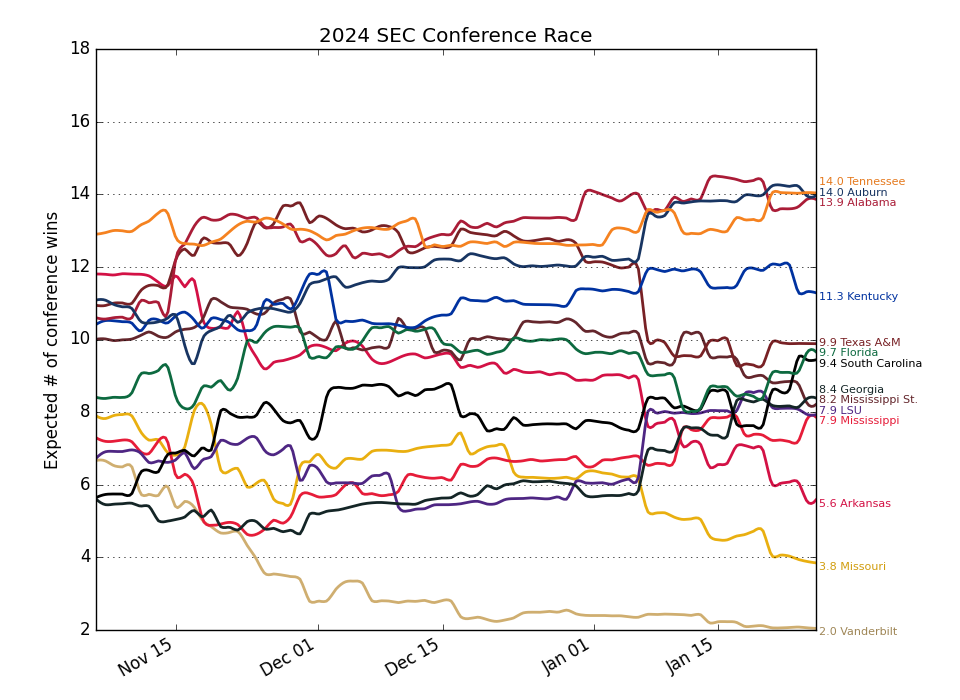 2024 SEC Conference Race
Expected # of conference wins
18
16
14
12
10
8
6
4
2
Nov 15
Dec 01
Dec 15
Jan 01
Jan 15
14.0 Tennessee
14.0 Auburn
13.9 Alabama
11.3 Kentucky
9.9 Texas A&M
9.7 Florida
9.4 South Carolina
8.4 Georgia
8.2 Mississippi St.
7.9 LSU
7.9 Mississippi
5.6 Arkansas
3.8 Missouri
2.0 Vanderbilt